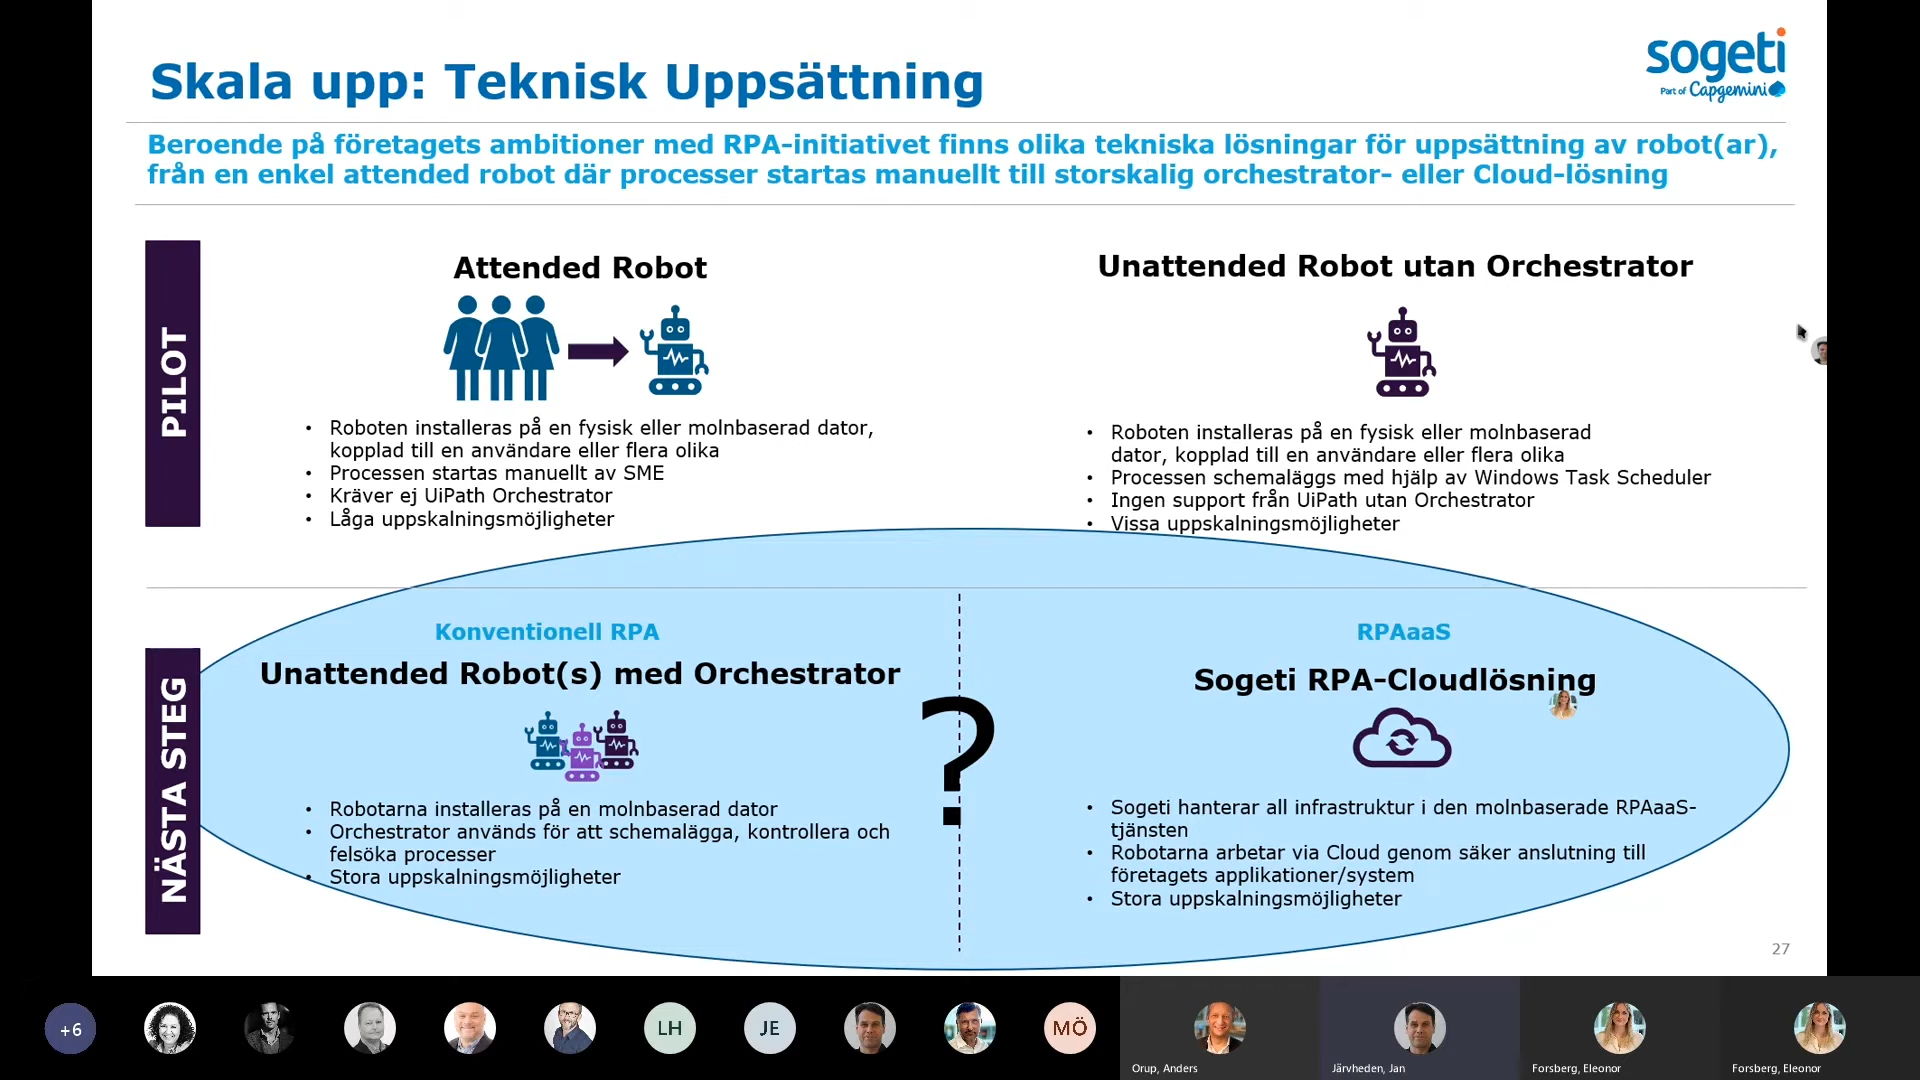 sogeti
Part of Capgemini
Skala upp: Teknisk Uppsättning
Beroende på företagets ambitioner med RPA-initiativet finns olika tekniska lösningar för uppsättning av robot(ar),
från en enkel attended robot där processer startas manuellt till storskalig orchestrator- eller Cloud-lösning
PILOT
Attended Robot
• Roboten installeras på en fysisk eller molnbaserad dator,
kopplad till en användare eller flera olika
• Processen startas manuellt av SME
• Kräver ej UiPath Orchestrator
• Låga uppskalningsmöjligheter
Unattended Robot utan Orchestrator
• Roboten installeras på en fysisk eller molnbaserad
dator, kopplad till en användare eller flera olika
• Processen schemaläggs med hjälp av Windows Task Scheduler
• Ingen support från UiPath utan Orchestrator
• Vissa uppskalningsmöjligheter
NÄSTA STEG
Konventionell RPA
Unattended Robot(s) med Orchestrator
• Robotarna installeras på en molnbaserad dator
• Orchestrator används för att schemalägga, kontrollera och
felsöka processer
• Stora uppskalningsmöjligheter
?
RPAaaS
Sogeti RPA-Cloudlösning
• Sogeti hanterar all infrastruktur i den molnbaserade RPAaaS-
tjänsten
• Robotarna arbetar via Cloud genom säker anslutning till
företagets applikationer/system
• Stora uppskalningsmöjligheter
27
+6
LH
JE
MÖ
Orup, Anders
Järvheden, Jan
Forsberg, Eleonor
Forsberg, Eleonor